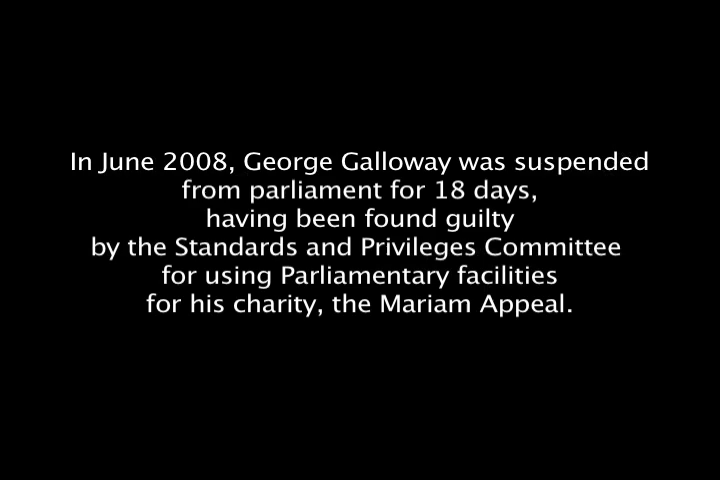 In June 2008, George Galloway was suspended
from parliament for 18 days,
having been found guilty
by the Standards and Privileges Committee
for using Parliamentary facilities
for his charity, the Mariam Appeal.